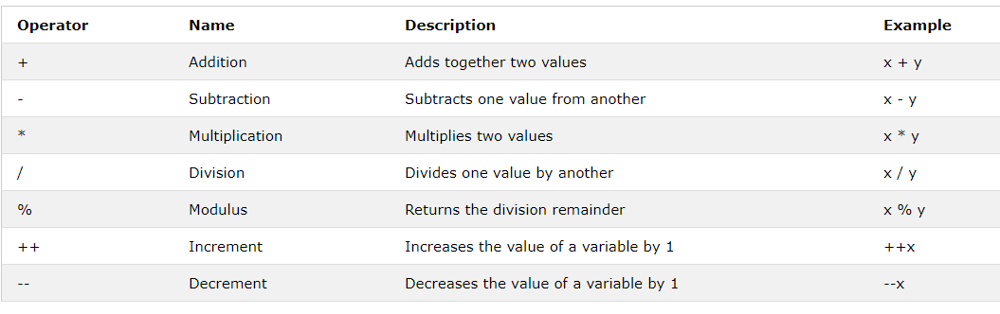 Operator Name Description Example
+ Addition Adds together two values x + y
- Subtraction Subtracts one value from another x - y
* Multiplication Multiplies two values x * y
/ Division Divides one value by another x / y
% Modulus Returns the division remainder x % y
++ Increment Increases the value of a variable by 1 ++x
-- Decrement Decreases the value of a variable by 1 --x